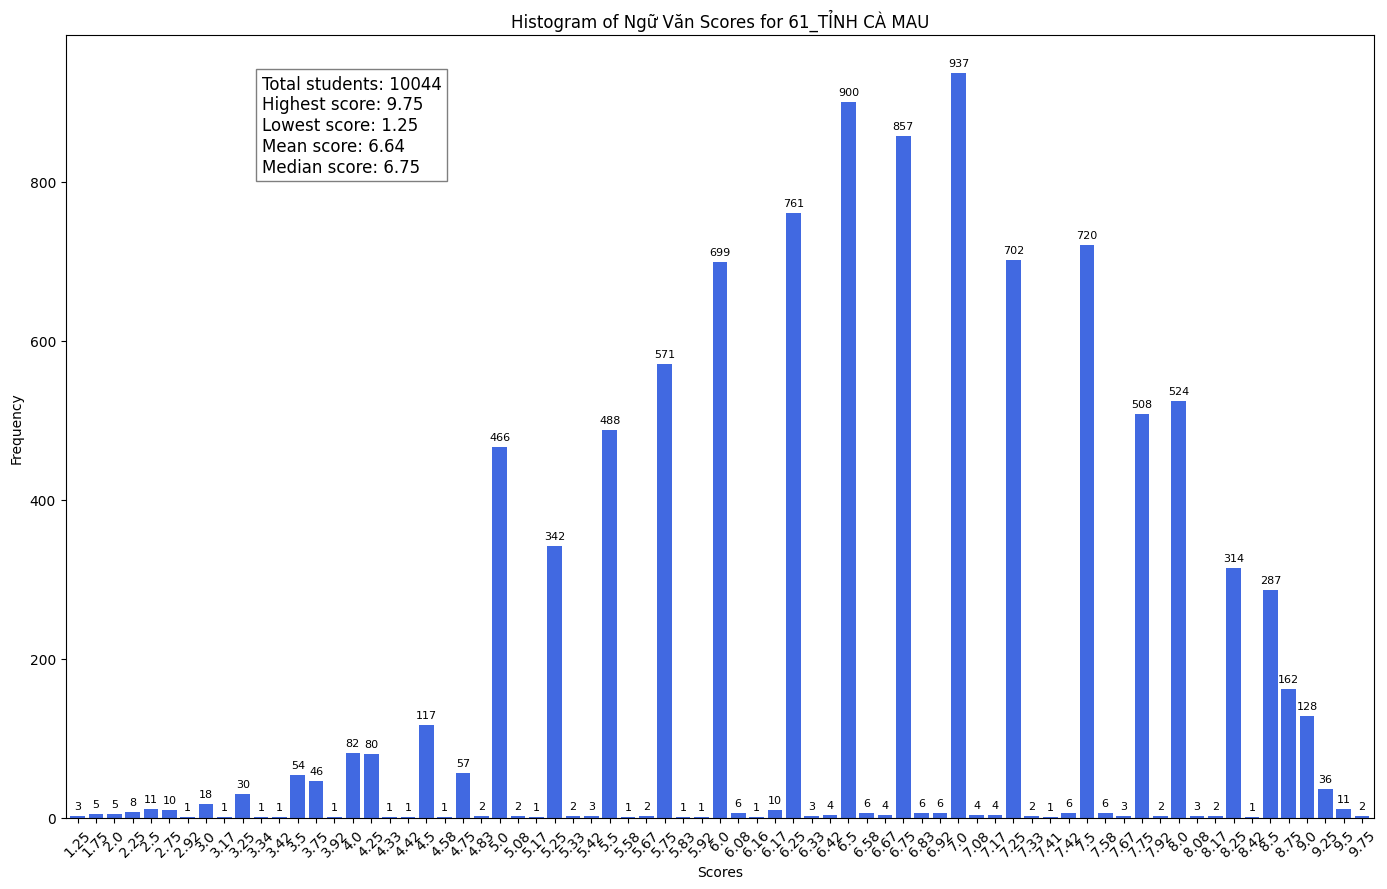 Histogram of Ngữ Văn Scores for 61_TỈNH CÀ MAU
Total students: 10044
Highest score: 9.75
Lowest score: 1.25
Mean score: 6.64
Median score: 6.75
Frequency
800
600
400
200
0
3 5 5 8 11 10 1 18 1 30 1 1 54 46 1 82 80 1 1 117 1 57 2 466 2 1 342 2 3 488 1 2 571 1 1 699 6 1 10 761 3 4 900 6 4 857 6 6 937 4 4 702 2 1 6 720 6 3 508 2 524 3 2 314 1 287 162 128 36 11 2
1.25 1.75 2.0 2.25 2.5 2.75 2.92 3.0 3.17 3.25 3.34 3.42 3.5 3.75 3.92 4.0 4.25 4.33 4.42 4.5 4.58 4.75 4.83 5.0 5.08 5.17 5.25 5.33 5.42 5.5 5.58 5.67 5.75 5.83 5.92 6.0 6.08 6.16 6.17 6.25 6.33 6.42 6.5 6.58 6.67 6.75 6.83 6.92 7.0 7.08 7.17 7.25 7.33 7.41 7.42 7.5 7.58 7.67 7.75 7.92 8.0 8.08 8.17 8.25 8.42 8.5 8.75 9.0 9.25 9.5 9.75
Scores